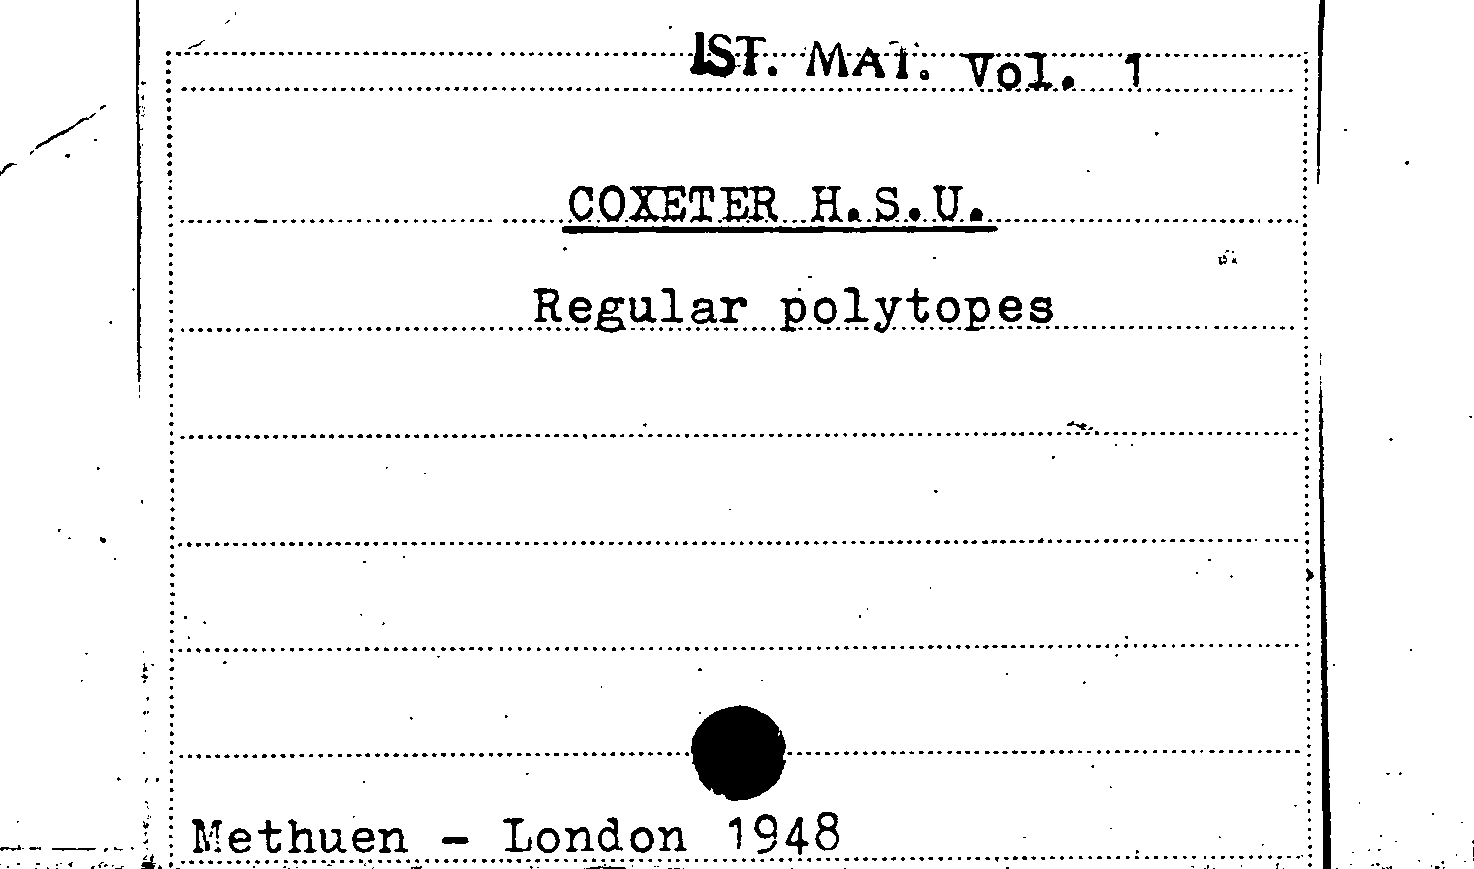 IST. MAT. Vol. 1
COXETER H.S.U.
Regular polytopes
Methuen - London 1948